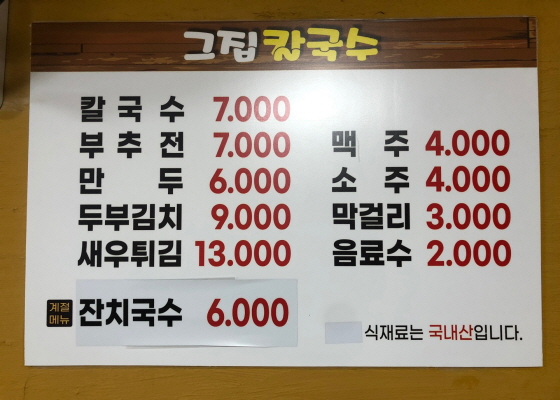 그집 칼국수
칼국수 7.000
부추전 7.000
만두 6.000
두부김치 9.000
새우튀김 13.000
계절
메뉴
잔치국수 6.000
맥주 4.000
소주 4.000
막걸리 3.000
음료수 2.000
식재료는 국내산입니다.